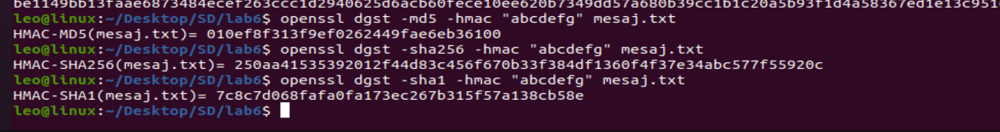 be1149bb13faae6873484ecef263ccc1d2940625d6acb60fece10ee620b7349dd57a680b39cc1b1c20a5b93f1d4a58367ed1e13c951
leo@linux:~/Desktop/SD/lab6$ openssl dgst -md5 -hmac "abcdefg" mesaj.txt
HMAC-MD5(mesaj.txt)= 010ef8f313f9ef0262449fae6eb36100
leo@linux:~/Desktop/SD/lab6$ openssl dgst -sha256 -hmac "abcdefg" mesaj.txt
HMAC-SHA256(mesaj.txt)= 250aa41535392012f44d83c456f670b33f384df1360f4f37e34abc577f55920c
leo@linux:~/Desktop/SD/lab6$ openssl dgst -sha1 -hmac "abcdefg" mesaj.txt
HMAC-SHA1(mesaj.txt)= 7c8c7d068fafa0fa173ec267b315f57a138cb58e
leo@linux:~/Desktop/SD/lab6$